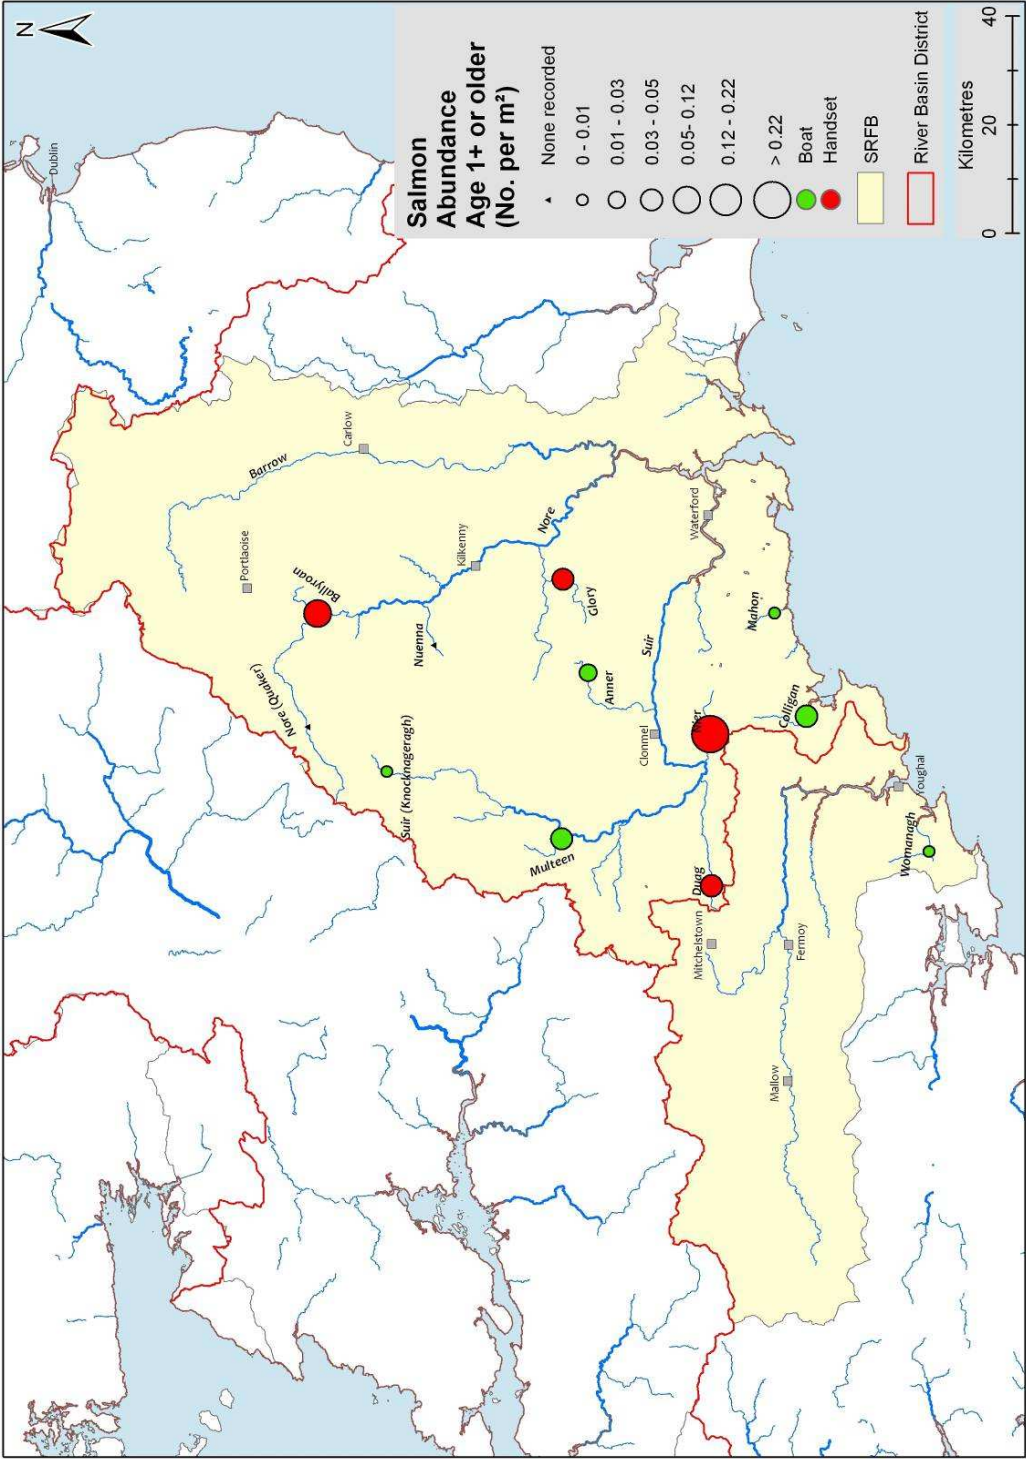 N
Dublin
Salmon
Abundance
Age 1+ or older
(No. per m²)
None recorded
0 - 0.01
0.01 - 0.03
0.03 - 0.05
0.05- 0.12
0.12 - 0.22
> 0.22
Boat
Handset
SRFB
River Basin District
Kilometres
0
20
40
Carlow
Barrow
Portlaoise
Ballyroan
Kilkenny
Nore
Nuenna
Nore (Quaker)
Glory
Waterford
Mahon
Suir
Anner
Suir (Knocknageragh)
Clonmel
Colligan
Multeen
Duag
Mitchelstown
Fermoy
Youghal
Womanagh
Mallow